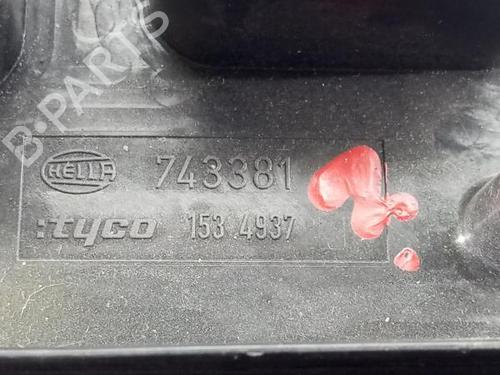 B-PARTS
HELLA 743381
:tyco 153 4937